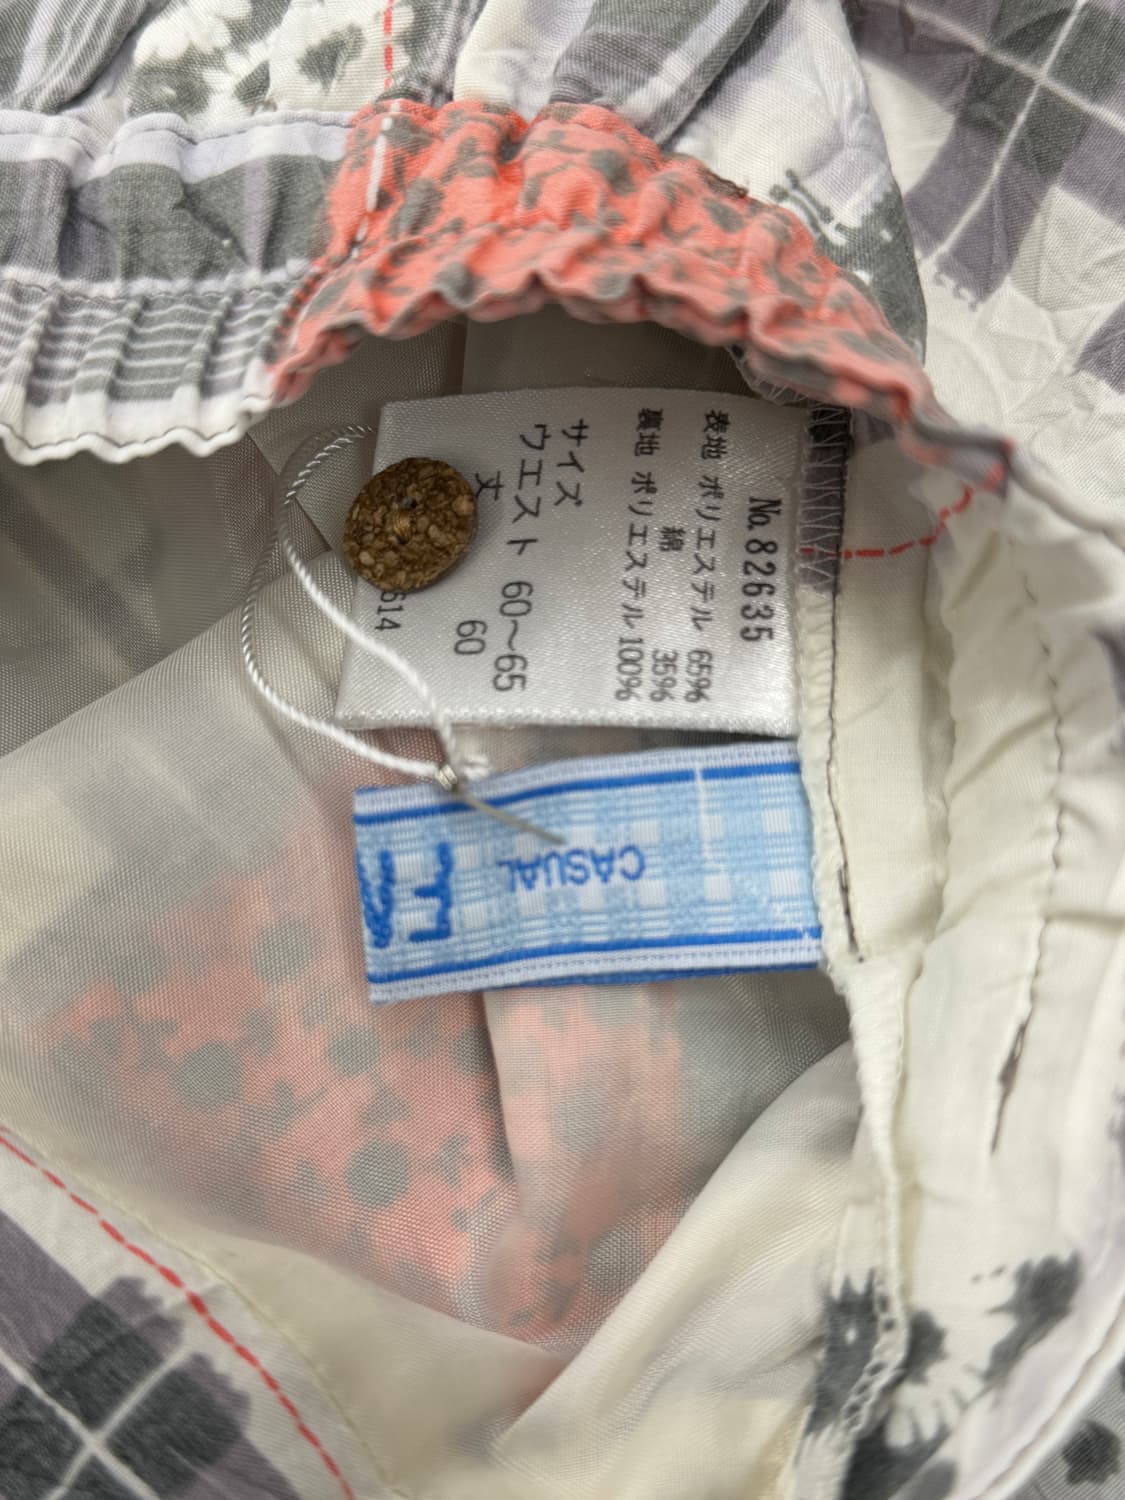 No.82635
表地 ポリエステル 65%
綿 35%
裏地 ポリエステル 100%
サイズ
ウエスト 60~65
丈 60
614
CASUAL